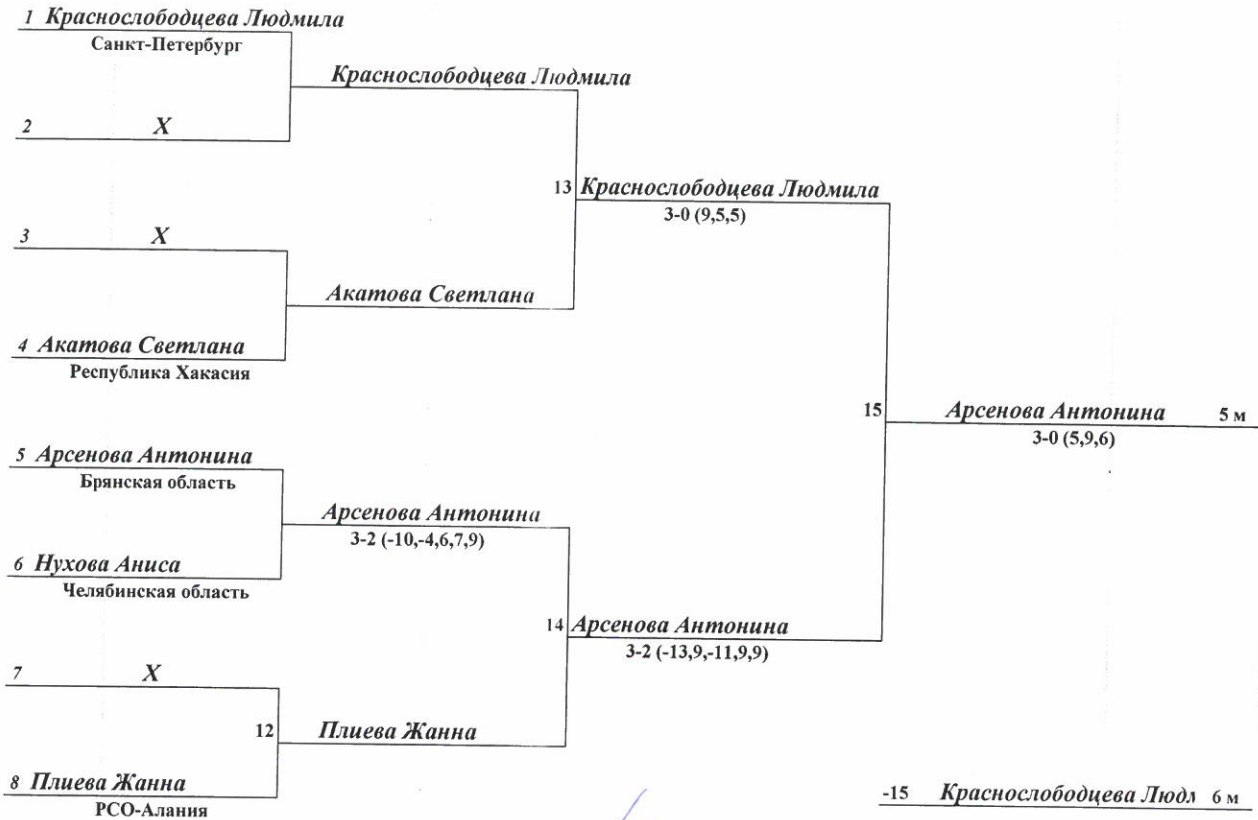 1 Краснослободцева Людмила
Санкт-Петербург
Краснослободцева Людмила
2 X
13 Краснослободцева Людмила
3-0 (9,5,5)
3 X
Акатова Светлана
4 Акатова Светлана
Республика Хакасия
15 Арсенова Антонина 5 м
3-0 (5,9,6)
5 Арсенова Антонина
Брянская область
Арсенова Антонина
3-2 (-10,-4,6,7,9)
6 Нухова Аниса
Челябинская область
14 Арсенова Антонина
3-2 (-13,9,-11,9,9)
7 X
12 Плиева Жанна
8 Плиева Жанна
РСО-Алания
-15 Краснослободцева Людм 6 м